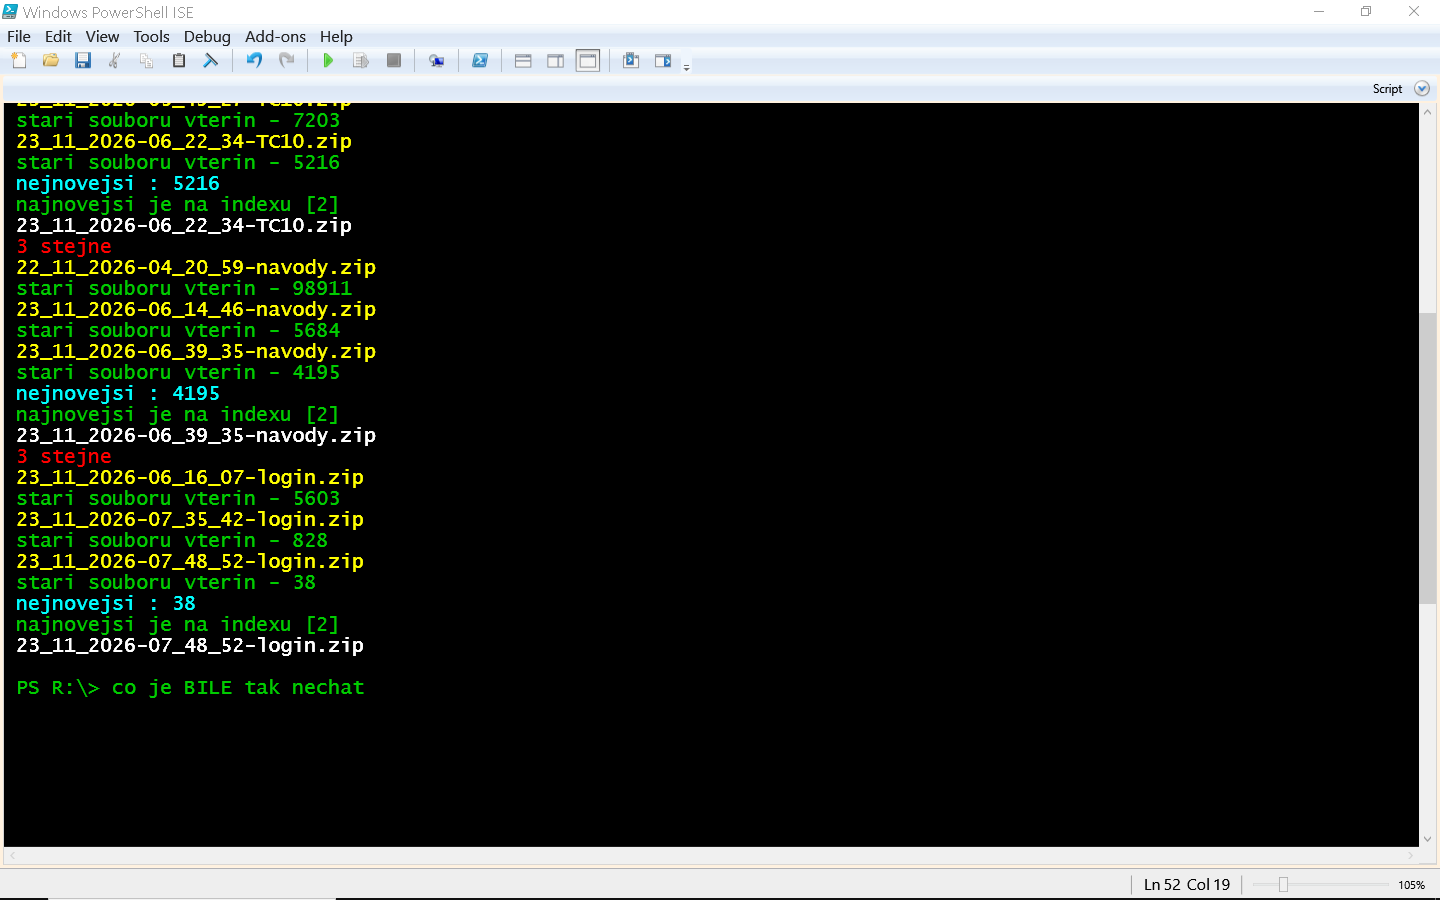 Windows PowerShell ISE
File Edit View Tools Debug Add-ons Help
Script
stari souboru vterin - 7203
23_11_2026-06_22_34-TC10.zip
stari souboru vterin - 5216
nejnovejsi : 5216
najnovejsi je na indexu [2]
23_11_2026-06_22_34-TC10.zip
3 stejne
22_11_2026-04_20_59-navody.zip
stari souboru vterin - 98911
23_11_2026-06_14_46-navody.zip
stari souboru vterin - 5684
23_11_2026-06_39_35-navody.zip
stari souboru vterin - 4195
nejnovejsi : 4195
najnovejsi je na indexu [2]
23_11_2026-06_39_35-navody.zip
3 stejne
23_11_2026-06_16_07-login.zip
stari souboru vterin - 5603
23_11_2026-07_35_42-login.zip
stari souboru vterin - 828
23_11_2026-07_48_52-login.zip
stari souboru vterin - 38
nejnovejsi : 38
najnovejsi je na indexu [2]
23_11_2026-07_48_52-login.zip
PS R:\> co je BILE tak nechat
Ln 52 Col 19
105%